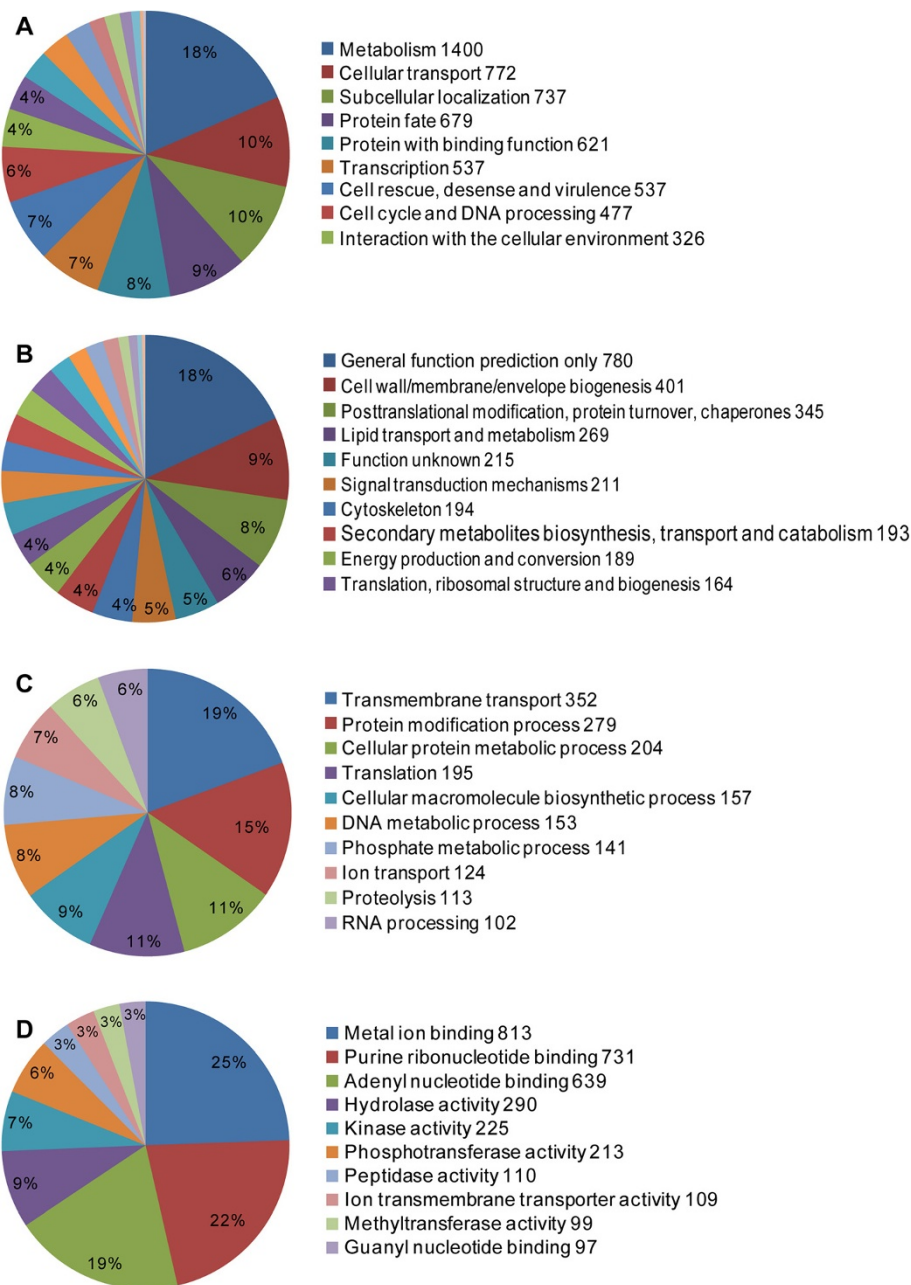 A
18%
10%
10%
9%
8%
7%
7%
6%
4%
4%
Metabolism 1400
Cellular transport 772
Subcellular localization 737
Protein fate 679
Protein with binding function 621
Transcription 537
Cell rescue, desense and virulence 537
Cell cycle and DNA processing 477
Interaction with the cellular environment 326
B
18%
9%
8%
6%
5%
5%
4%
4%
4%
4%
General function prediction only 780
Cell wall/membrane/envelope biogenesis 401
Posttranslational modification, protein turnover, chaperones 345
Lipid transport and metabolism 269
Function unknown 215
Signal transduction mechanisms 211
Cytoskeleton 194
Secondary metabolites biosynthesis, transport and catabolism 193
Energy production and conversion 189
Translation, ribosomal structure and biogenesis 164
C
19%
15%
11%
11%
9%
8%
8%
7%
6%
6%
Transmembrane transport 352
Protein modification process 279
Cellular protein metabolic process 204
Translation 195
Cellular macromolecule biosynthetic process 157
DNA metabolic process 153
Phosphate metabolic process 141
Ion transport 124
Proteolysis 113
RNA processing 102
D
25%
22%
19%
9%
7%
6%
3%
3%
3%
3%
Metal ion binding 813
Purine ribonucleotide binding 731
Adenyl nucleotide binding 639
Hydrolase activity 290
Kinase activity 225
Phosphotransferase activity 213
Peptidase activity 110
Ion transmembrane transporter activity 109
Methyltransferase activity 99
Guanyl nucleotide binding 97